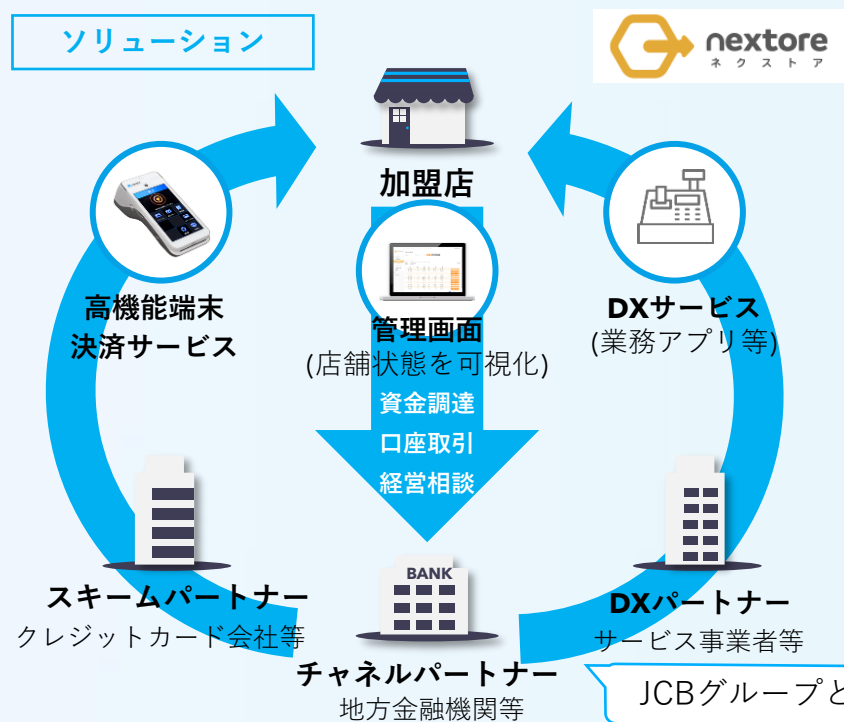 ソリューション
nextore
ネクストア
加盟店
高機能端末
決済サービス
管理画面
(店舗状態を可視化)
DXサービス
(業務アプリ等)
資金調達
口座取引
経営相談
BANK
スキームパートナー
クレジットカード会社等
DXパートナー
サービス事業者等
チャネルパートナー
地方金融機関等
JCBグループと